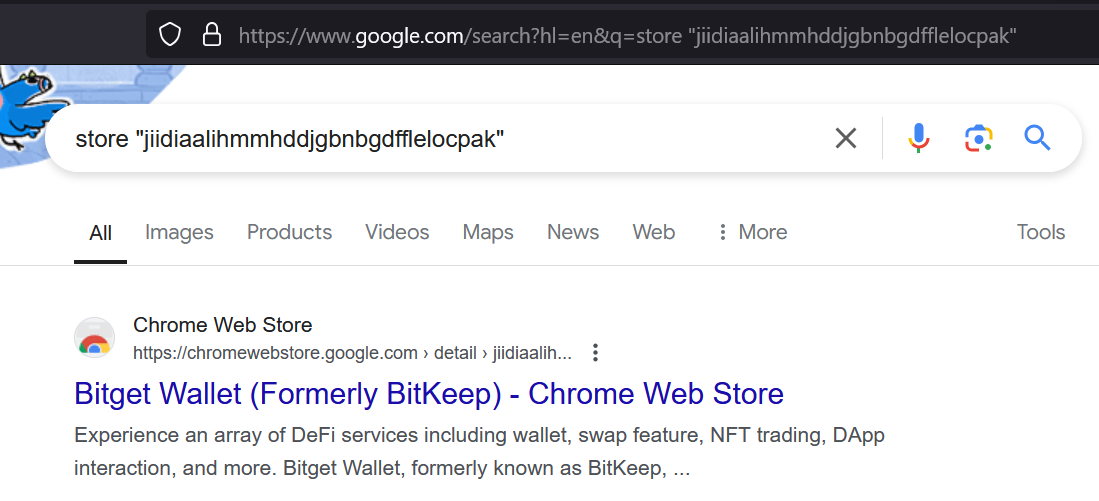 https://www.google.com/search?hl=en&q=store "jiidiaalihmmhddjgbnbgdfflelocpak"
store "jiidiaalihmmhddjgbnbgdfflelocpak"
All Images Products Videos Maps News Web More Tools
Chrome Web Store
https://chromewebstore.google.com › detail › jiidiaalih...
Bitget Wallet (Formerly BitKeep) - Chrome Web Store
Experience an array of DeFi services including wallet, swap feature, NFT trading, DApp
interaction, and more. Bitget Wallet, formerly known as BitKeep, ...